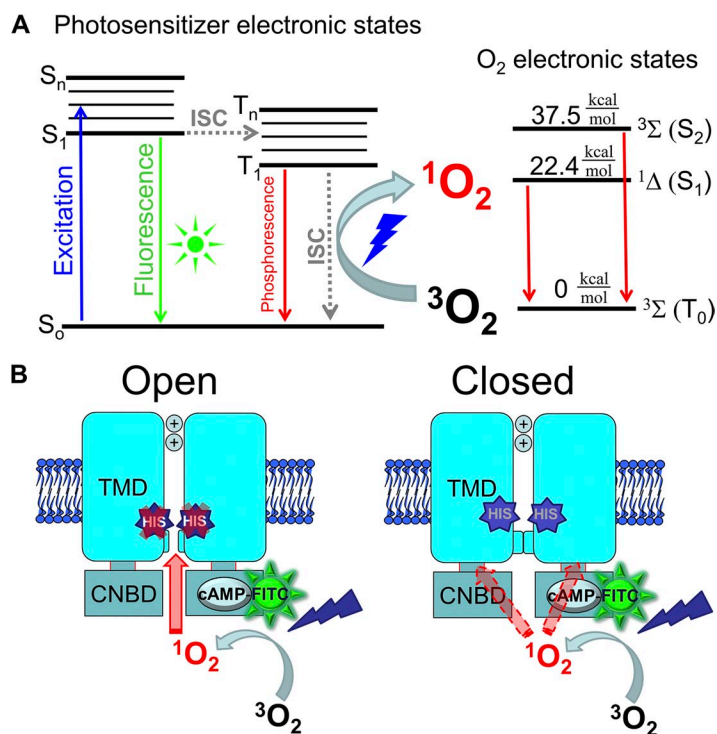 A Photosensitizer electronic states
O₂ electronic states
Sₙ
S₁
ISC
Tₙ
T₁
Excitation
Fluorescence
Phosphorescence
ISC
Sₒ
¹O₂
³O₂
37.5 kcal/mol ³Σ (S₂)
22.4 kcal/mol ¹Δ (S₁)
0 kcal/mol ³Σ (T₀)
B Open Closed
+
+
TMD
HIS HIS
CNBD
cAMP-FITC
¹O₂
³O₂
+
+
TMD
HIS HIS
CNBD
cAMP-FITC
¹O₂
³O₂